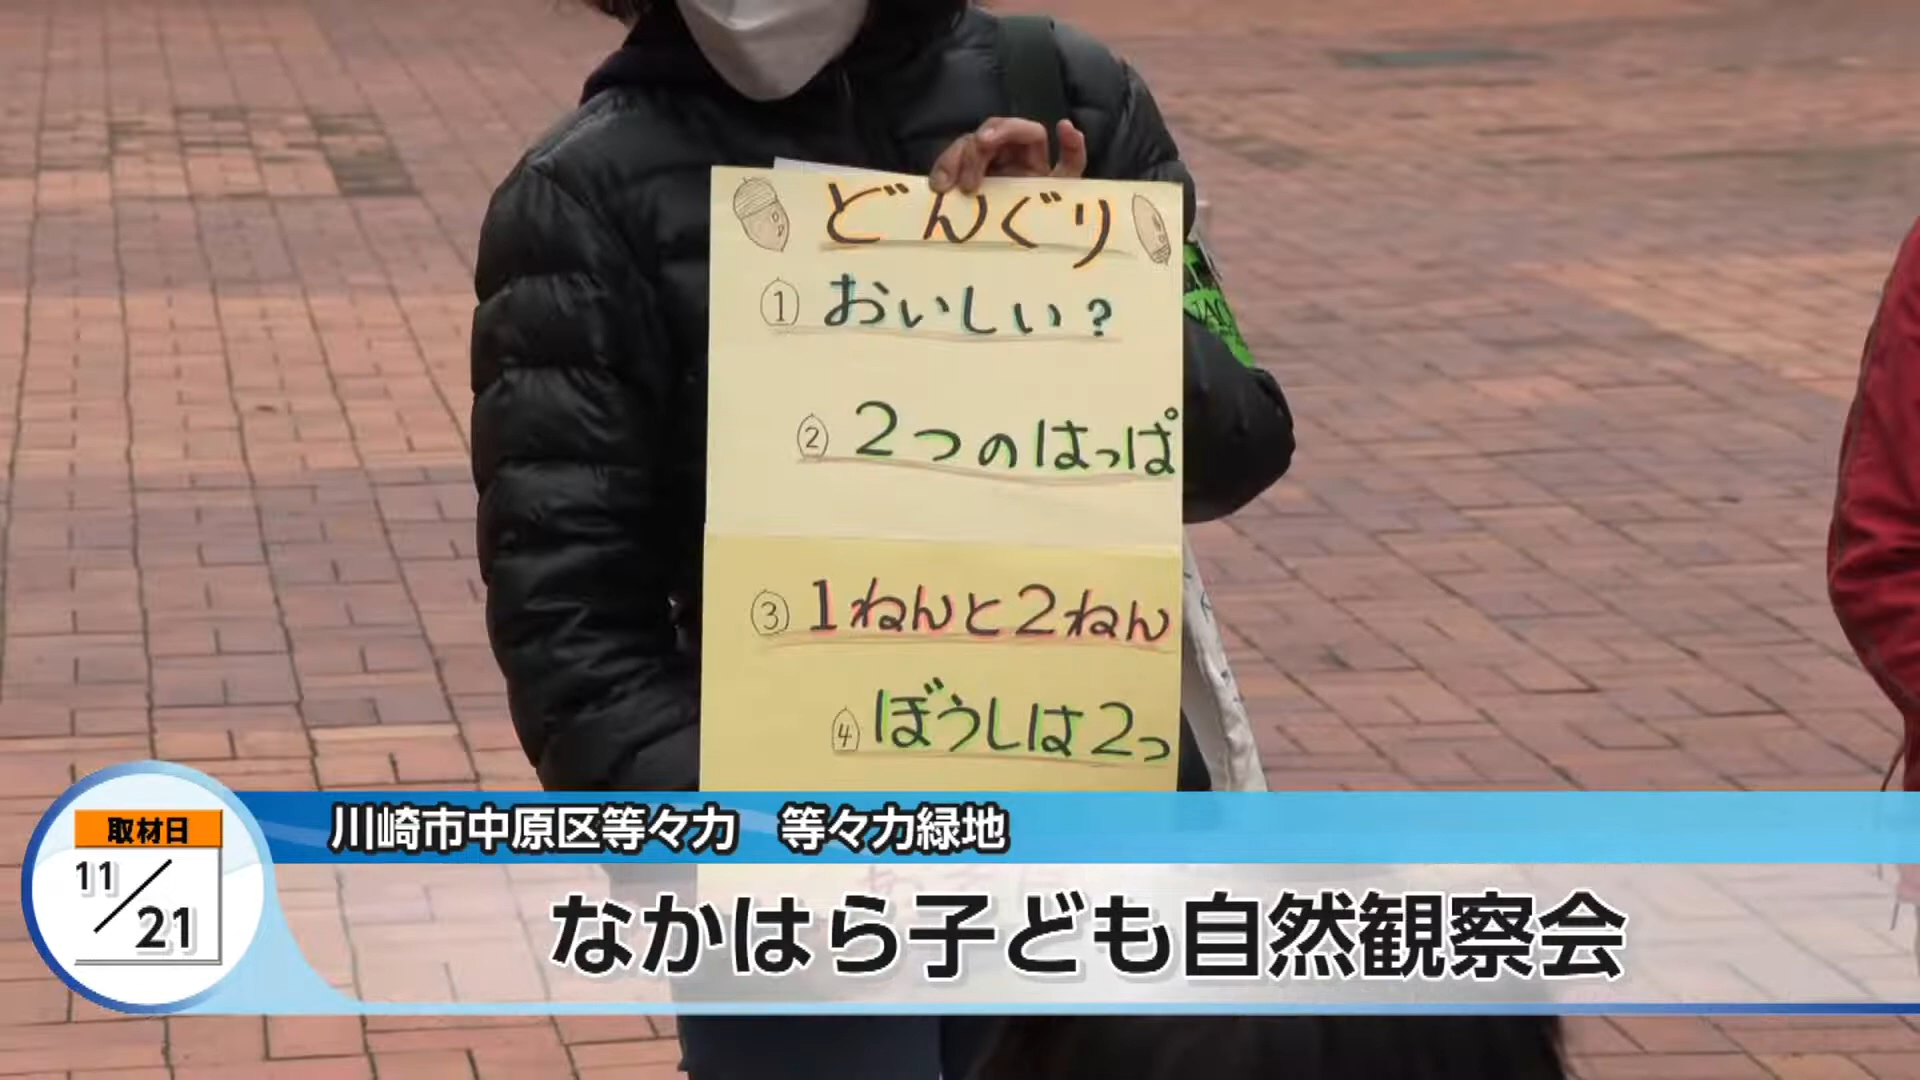 どんぐり
①おいしい？
②2つのはっぱ
③1ねんと2ねん
④ぼうしは2つ
取材日
11/21
川崎市中原区等々力　等々力緑地
なかはら子ども自然観察会